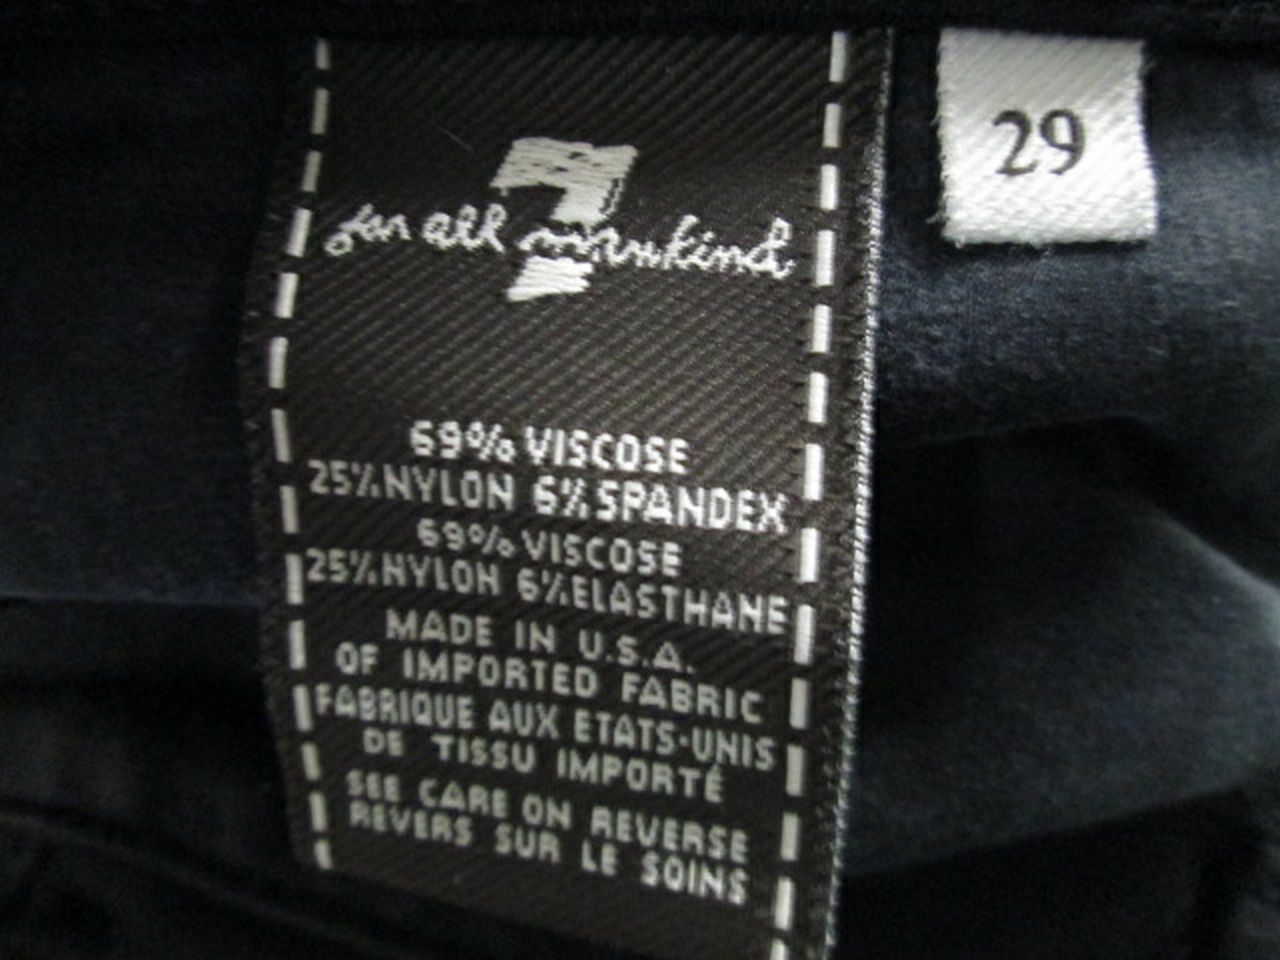 7
for all mankind
29
69% VISCOSE
25% NYLON 6% SPANDEX
69% VISCOSE
25% NYLON 6% ELASTHANE
MADE IN U.S.A.
OF IMPORTED FABRIC
FABRIQUE AUX ETATS-UNIS
DE TISSU IMPORTÉ
SEE CARE ON REVERSE
REVERS SUR LE SOINS